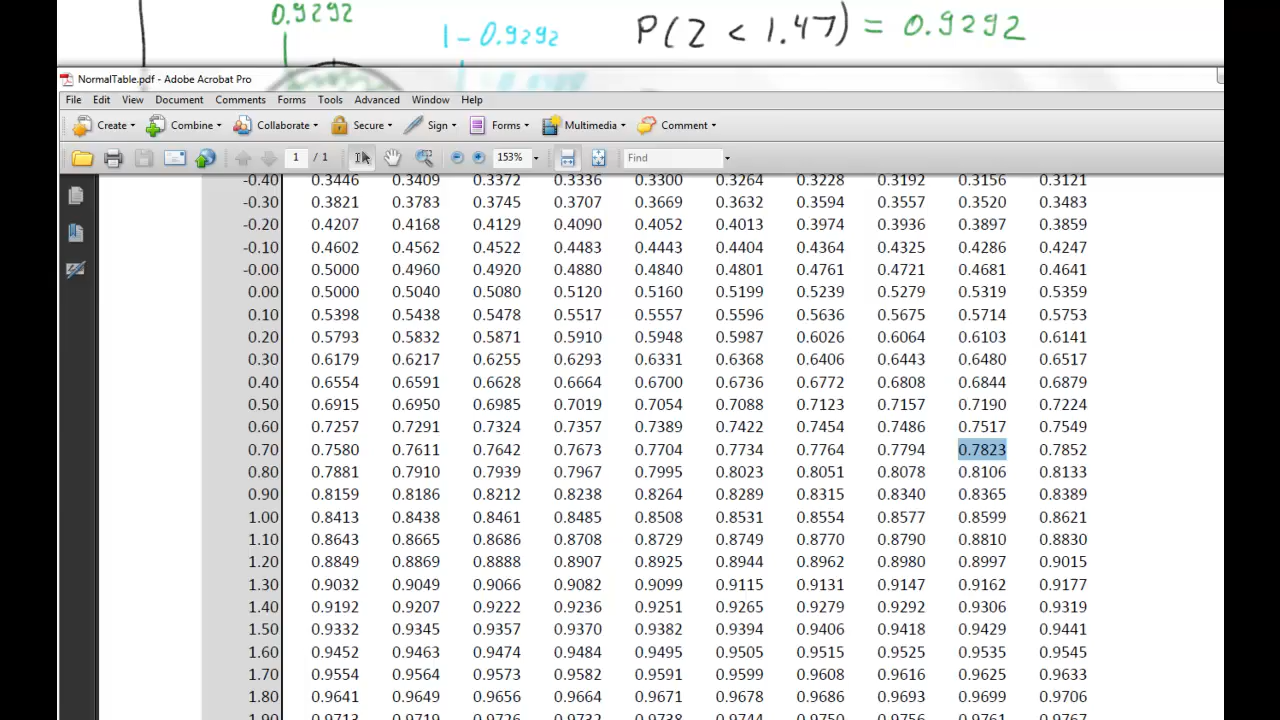 0.9292
1 - 0.9292
P(Z < 1.47) = 0.9292
NormalTable.pdf - Adobe Acrobat Pro
File Edit View Document Comments Forms Tools Advanced Window Help
Create Combine Collaborate Secure Sign Forms Multimedia Comment
1 / 1 153% Find
-0.40 0.3446 0.3409 0.3372 0.3336 0.3300 0.3264 0.3228 0.3192 0.3156 0.3121
-0.30 0.3821 0.3783 0.3745 0.3707 0.3669 0.3632 0.3594 0.3557 0.3520 0.3483
-0.20 0.4207 0.4168 0.4129 0.4090 0.4052 0.4013 0.3974 0.3936 0.3897 0.3859
-0.10 0.4602 0.4562 0.4522 0.4483 0.4443 0.4404 0.4364 0.4325 0.4286 0.4247
-0.00 0.5000 0.4960 0.4920 0.4880 0.4840 0.4801 0.4761 0.4721 0.4681 0.4641
0.00 0.5000 0.5040 0.5080 0.5120 0.5160 0.5199 0.5239 0.5279 0.5319 0.5359
0.10 0.5398 0.5438 0.5478 0.5517 0.5557 0.5596 0.5636 0.5675 0.5714 0.5753
0.20 0.5793 0.5832 0.5871 0.5910 0.5948 0.5987 0.6026 0.6064 0.6103 0.6141
0.30 0.6179 0.6217 0.6255 0.6293 0.6331 0.6368 0.6406 0.6443 0.6480 0.6517
0.40 0.6554 0.6591 0.6628 0.6664 0.6700 0.6736 0.6772 0.6808 0.6844 0.6879
0.50 0.6915 0.6950 0.6985 0.7019 0.7054 0.7088 0.7123 0.7157 0.7190 0.7224
0.60 0.7257 0.7291 0.7324 0.7357 0.7389 0.7422 0.7454 0.7486 0.7517 0.7549
0.70 0.7580 0.7611 0.7642 0.7673 0.7704 0.7734 0.7764 0.7794 0.7823 0.7852
0.80 0.7881 0.7910 0.7939 0.7967 0.7995 0.8023 0.8051 0.8078 0.8106 0.8133
0.90 0.8159 0.8186 0.8212 0.8238 0.8264 0.8289 0.8315 0.8340 0.8365 0.8389
1.00 0.8413 0.8438 0.8461 0.8485 0.8508 0.8531 0.8554 0.8577 0.8599 0.8621
1.10 0.8643 0.8665 0.8686 0.8708 0.8729 0.8749 0.8770 0.8790 0.8810 0.8830
1.20 0.8849 0.8869 0.8888 0.8907 0.8925 0.8944 0.8962 0.8980 0.8997 0.9015
1.30 0.9032 0.9049 0.9066 0.9082 0.9099 0.9115 0.9131 0.9147 0.9162 0.9177
1.40 0.9192 0.9207 0.9222 0.9236 0.9251 0.9265 0.9279 0.9292 0.9306 0.9319
1.50 0.9332 0.9345 0.9357 0.9370 0.9382 0.9394 0.9406 0.9418 0.9429 0.9441
1.60 0.9452 0.9463 0.9474 0.9484 0.9495 0.9505 0.9515 0.9525 0.9535 0.9545
1.70 0.9554 0.9564 0.9573 0.9582 0.9591 0.9599 0.9608 0.9616 0.9625 0.9633
1.80 0.9641 0.9649 0.9656 0.9664 0.9671 0.9678 0.9686 0.9693 0.9699 0.9706
1.90 0.9713 0.9719 0.9726 0.9732 0.9738 0.9744 0.9750 0.9756 0.9761 0.9767